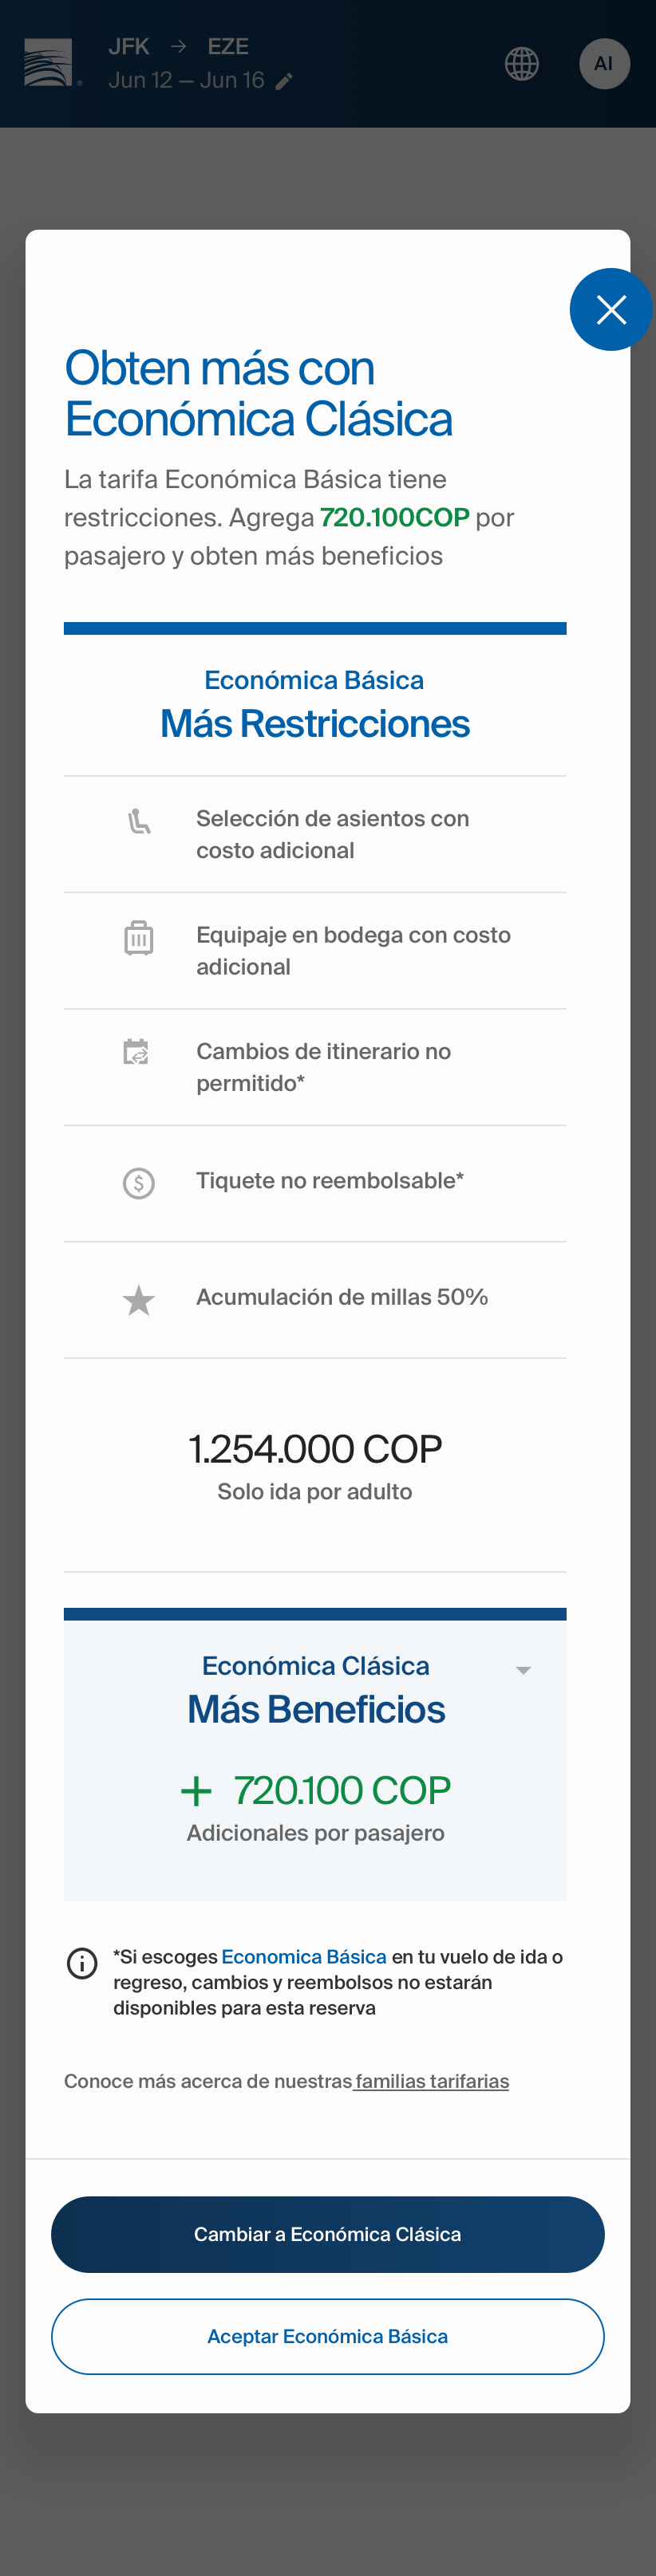 JFK → EZE
Jun 12 — Jun 16
AI
Obten más con
Económica Clásica
La tarifa Económica Básica tiene
restricciones. Agrega 720.100COP por
pasajero y obten más beneficios
Económica Básica
Más Restricciones
Selección de asientos con
costo adicional
Equipaje en bodega con costo
adicional
Cambios de itinerario no
permitido*
Tiquete no reembolsable*
Acumulación de millas 50%
1.254.000 COP
Solo ida por adulto
Económica Clásica
Más Beneficios
+ 720.100 COP
Adicionales por pasajero
*Si escoges Economica Básica en tu vuelo de ida o
regreso, cambios y reembolsos no estarán
disponibles para esta reserva
Conoce más acerca de nuestras familias tarifarias
Cambiar a Económica Clásica
Aceptar Económica Básica